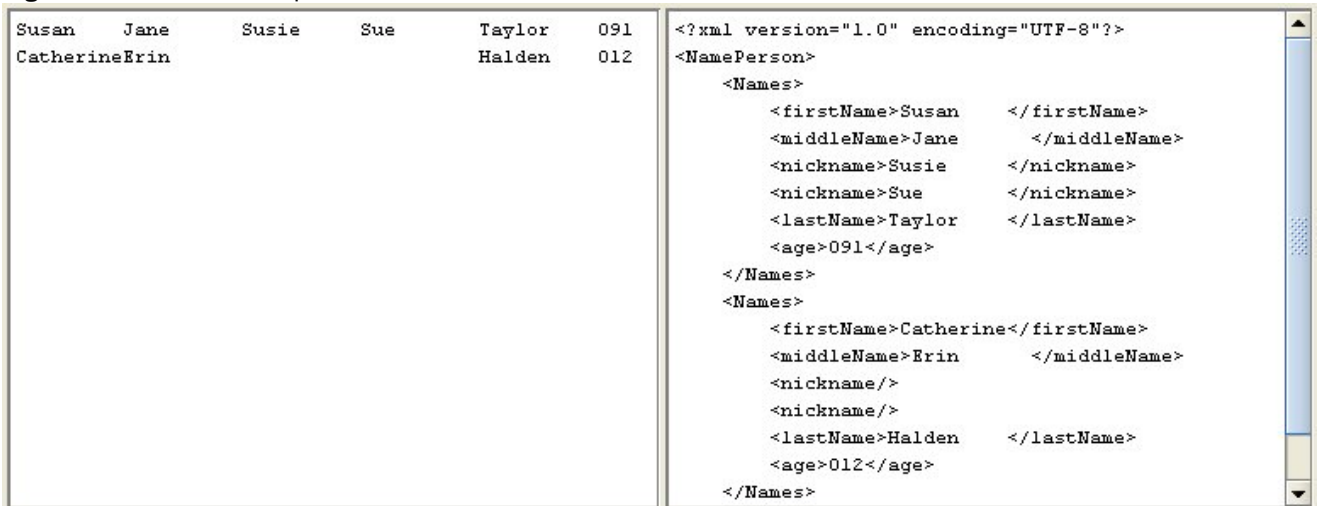 Susan    Jane      Susie     Sue       Taylor    091
CatherineErin                          Halden    012
<?xml version="1.0" encoding="UTF-8"?>
<NamePerson>
    <Names>
        <firstName>Susan    </firstName>
        <middleName>Jane      </middleName>
        <nickname>Susie     </nickname>
        <nickname>Sue       </nickname>
        <lastName>Taylor    </lastName>
        <age>091</age>
    </Names>
    <Names>
        <firstName>Catherine</firstName>
        <middleName>Erin      </middleName>
        <nickname/>
        <nickname/>
        <lastName>Halden    </lastName>
        <age>012</age>
    </Names>